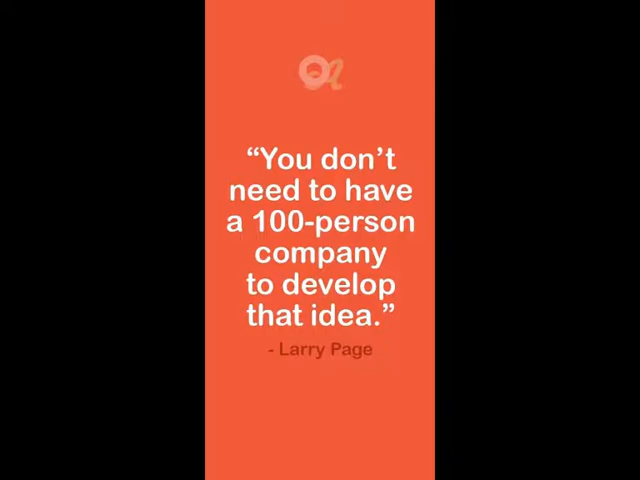 “You don’t
need to have
a 100-person
company
to develop
that idea.”
- Larry Page